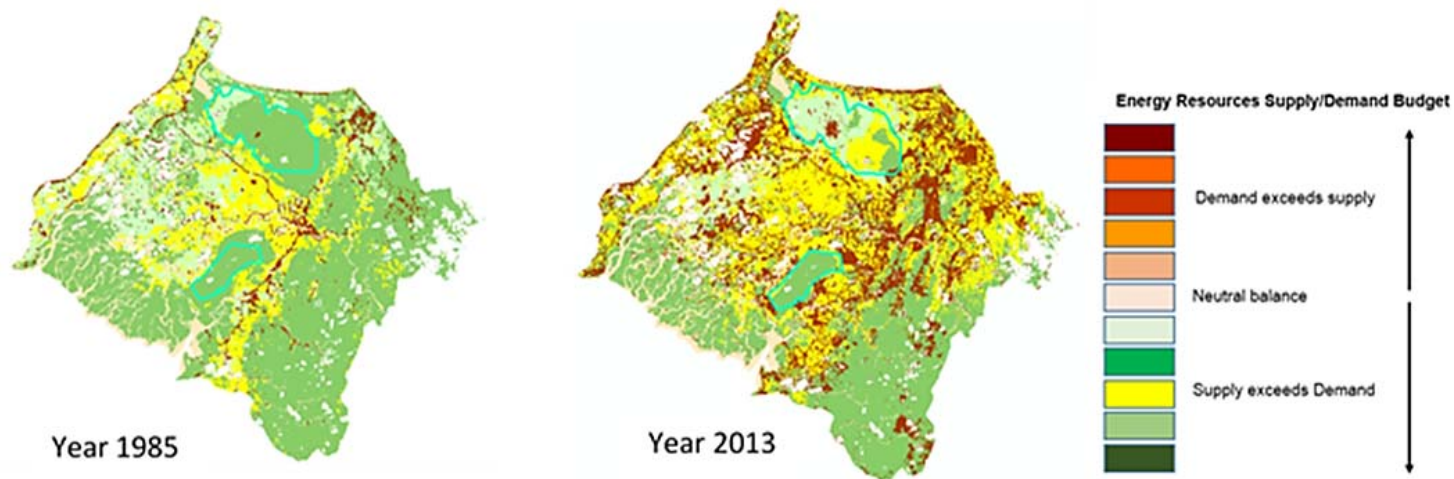 Year 1985
Year 2013
Energy Resources Supply/Demand Budget
Demand exceeds supply
Neutral balance
Supply exceeds Demand